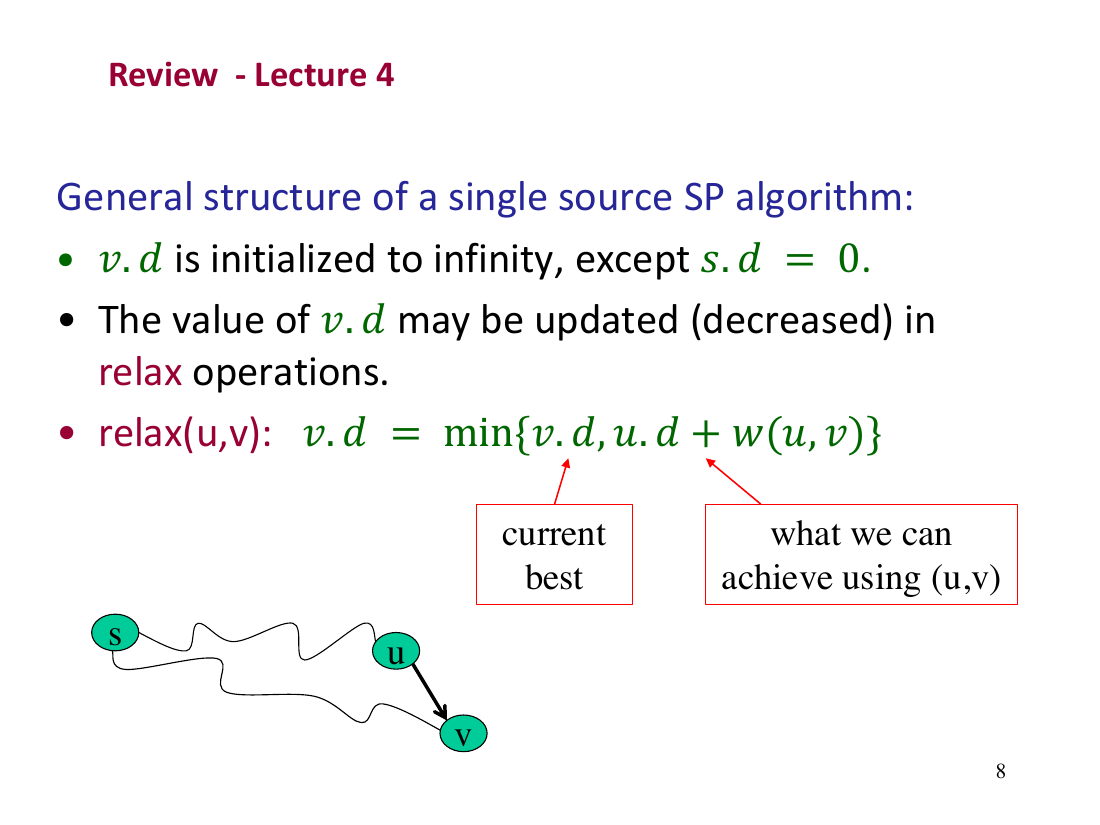 Review - Lecture 4
General structure of a single source SP algorithm:
• v.d is initialized to infinity, except s.d = 0.
• The value of v.d may be updated (decreased) in
relax operations.
• relax(u,v): v.d = min{v.d, u.d + w(u, v)}
current
best
what we can
achieve using (u,v)
s
u
v
8